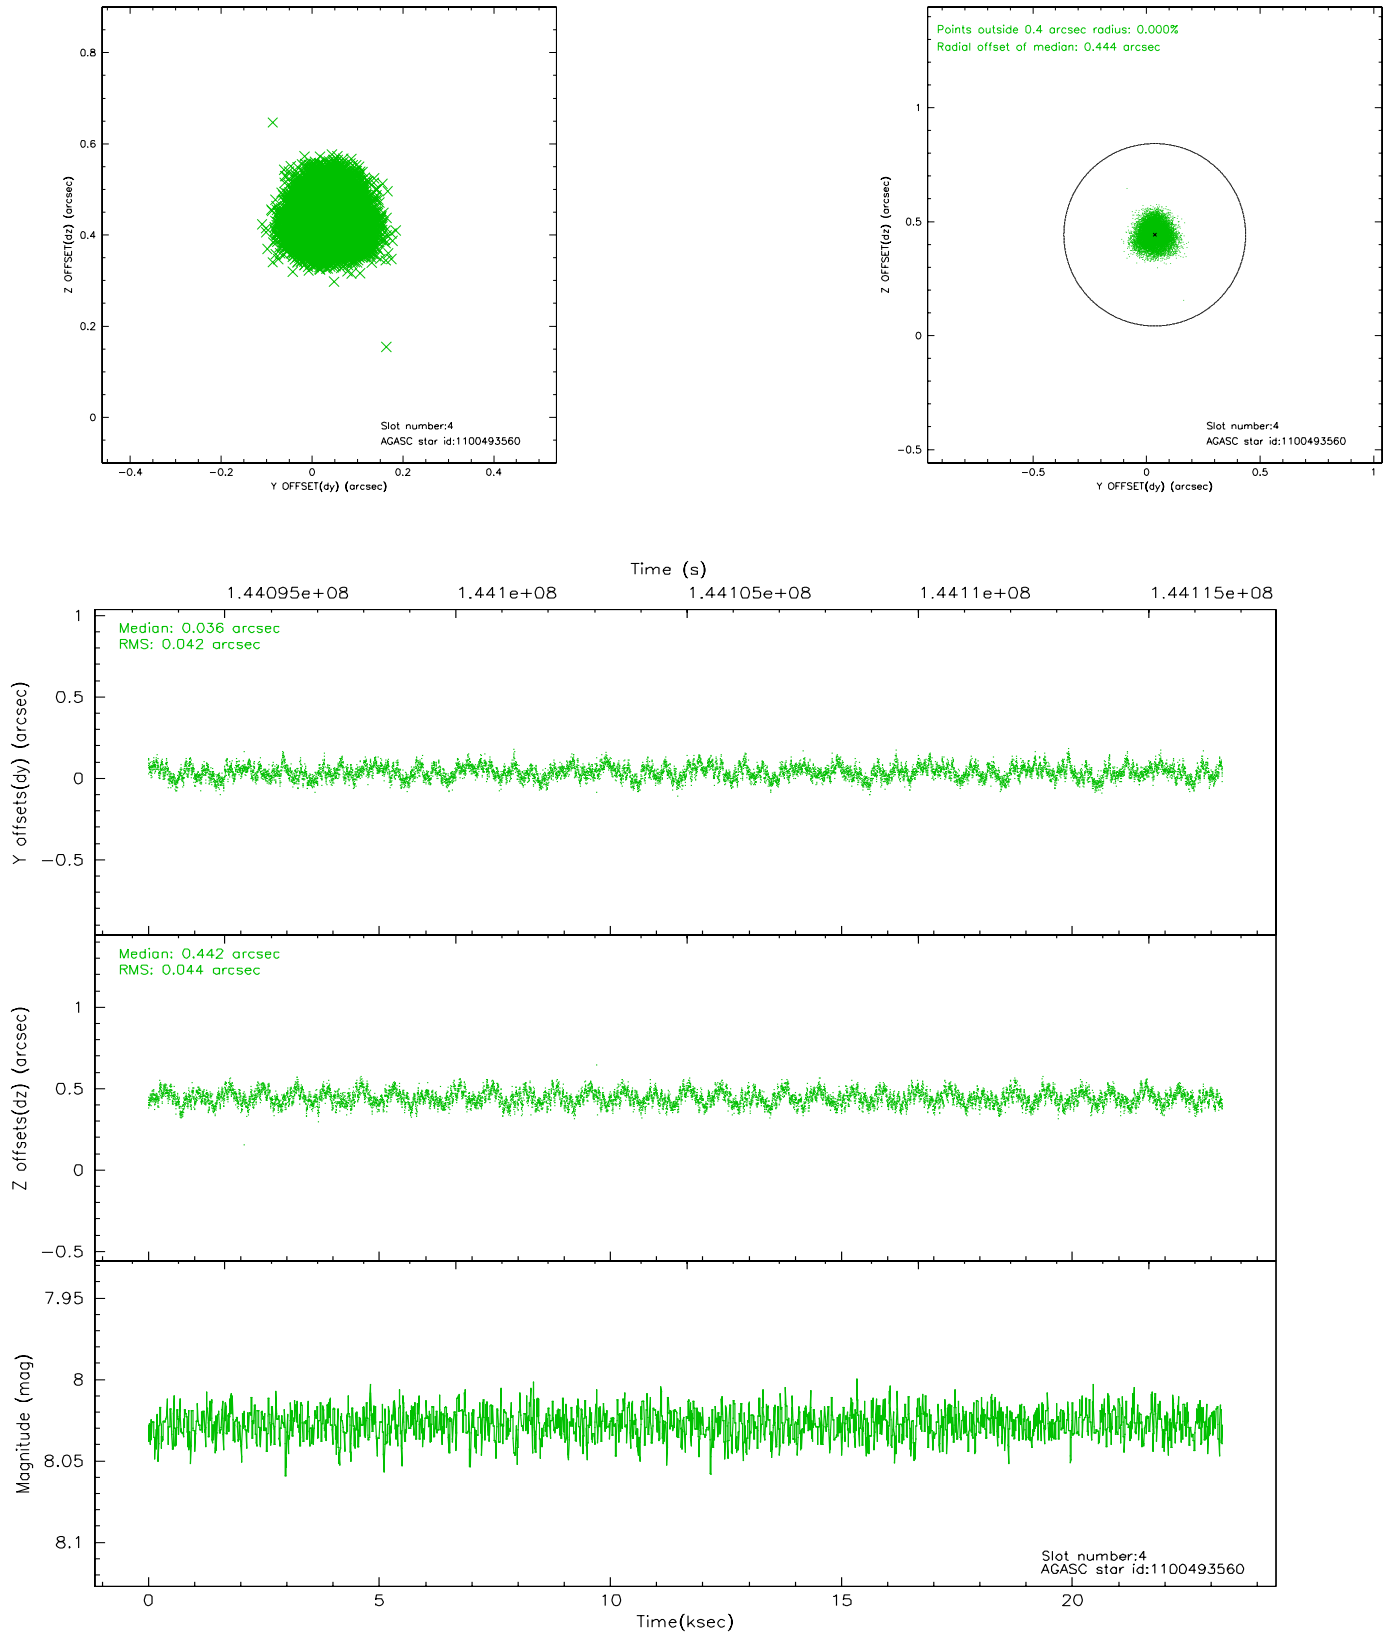 0.8
0.6
0.4
0.2
0
Z OFFSET(dz) (arcsec)
Slot number:4
AGASC star id:1100493560
−0.4 −0.2 0 0.2 0.4
Y OFFSET(dy) (arcsec)
Points outside 0.4 arcsec radius: 0.000%
Radial offset of median: 0.444 arcsec
1
0.5
0
−0.5
Z OFFSET(dz) (arcsec)
Slot number:4
AGASC star id:1100493560
−0.5 0 0.5 1
Y OFFSET(dy) (arcsec)
Time (s)
1.44095e+08 1.441e+08 1.44105e+08 1.4411e+08 1.44115e+08
Median: 0.036 arcsec
RMS: 0.042 arcsec
1
0.5
0
−0.5
Y offsets(dy) (arcsec)
Median: 0.442 arcsec
RMS: 0.044 arcsec
1
0.5
0
−0.5
Z offsets(dz) (arcsec)
7.95
8
8.05
8.1
Magnitude (mag)
Slot number:4
AGASC star id:1100493560
0 5 10 15 20
Time(ksec)